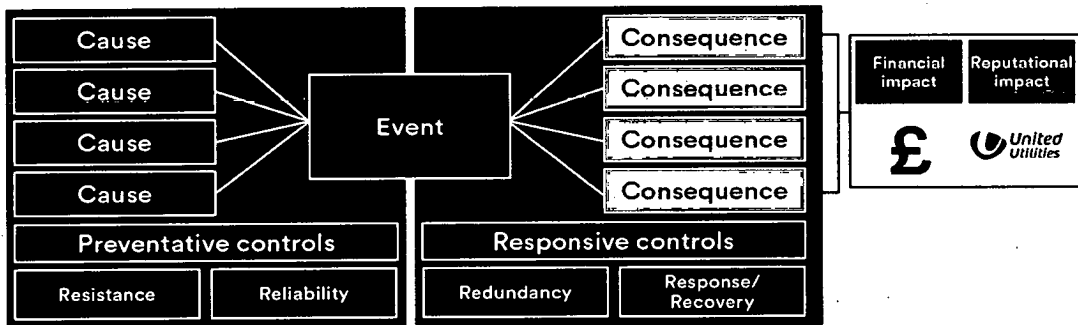 Cause
Cause
Cause
Cause
Event
Consequence
Consequence
Consequence
Consequence
Financial impact
Reputational impact
£
United
Utilities
Preventative controls
Responsive controls
Resistance
Reliability
Redundancy
Response/
Recovery